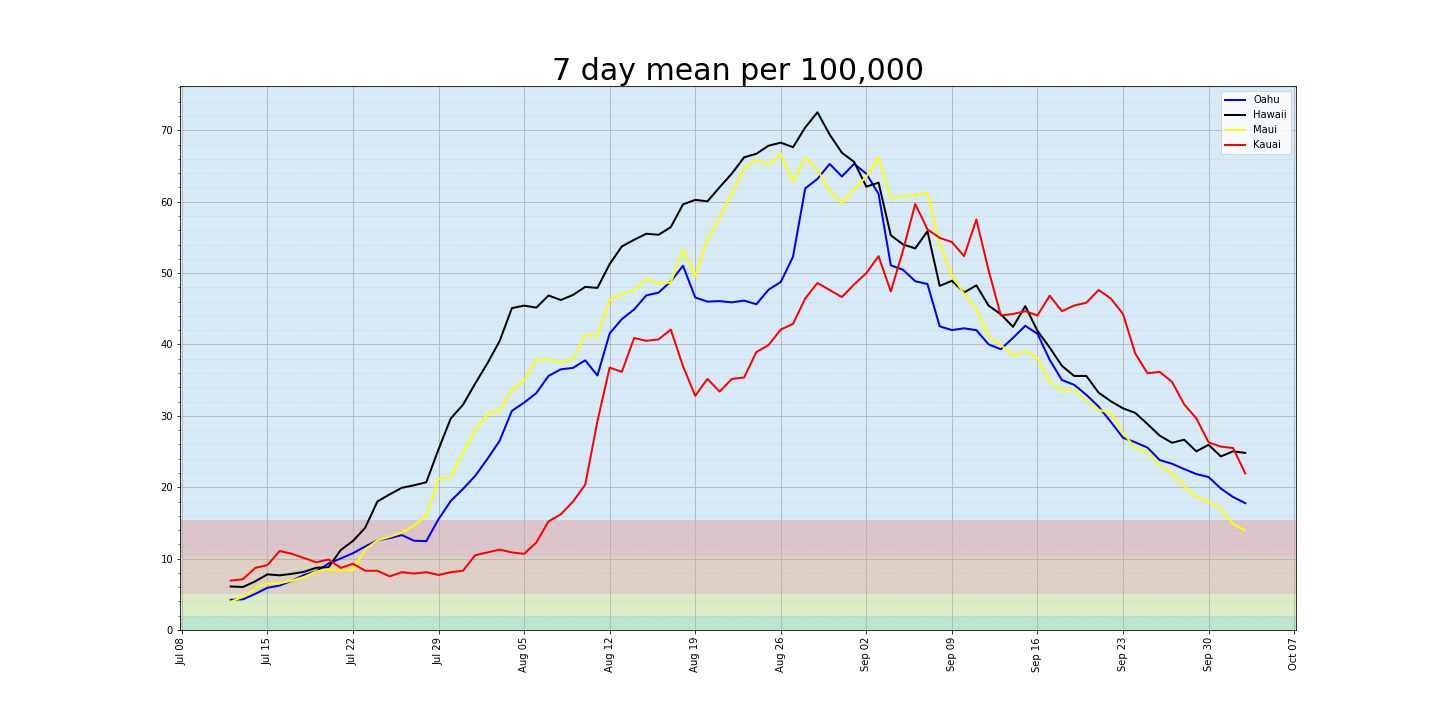 7 day mean per 100,000
Oahu
Hawaii
Maui
Kauai
70
60
50
40
30
20
10
0
Jul 08
Jul 15
Jul 22
Jul 29
Aug 05
Aug 12
Aug 19
Aug 26
Sep 02
Sep 09
Sep 16
Sep 23
Sep 30
Oct 07